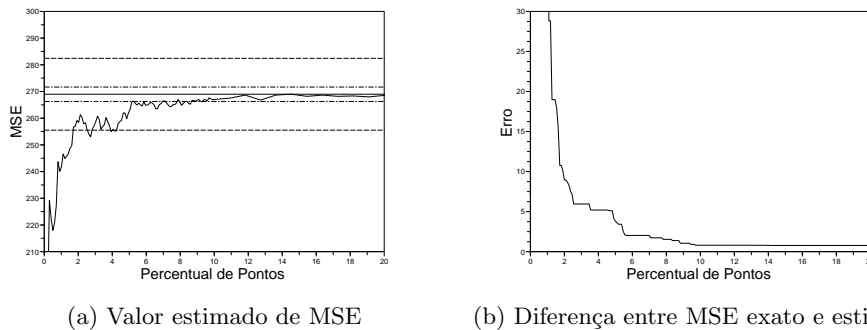 300
290
280
270
260
250
240
230
220
210
MSE
0 2 4 6 8 10 12 14 16 18 20
Percentual de Pontos
(a) Valor estimado de MSE
30
25
20
15
10
5
0
Erro
0 2 4 6 8 10 12 14 16 18 20
Percentual de Pontos
(b) Diferença entre MSE exato e esti